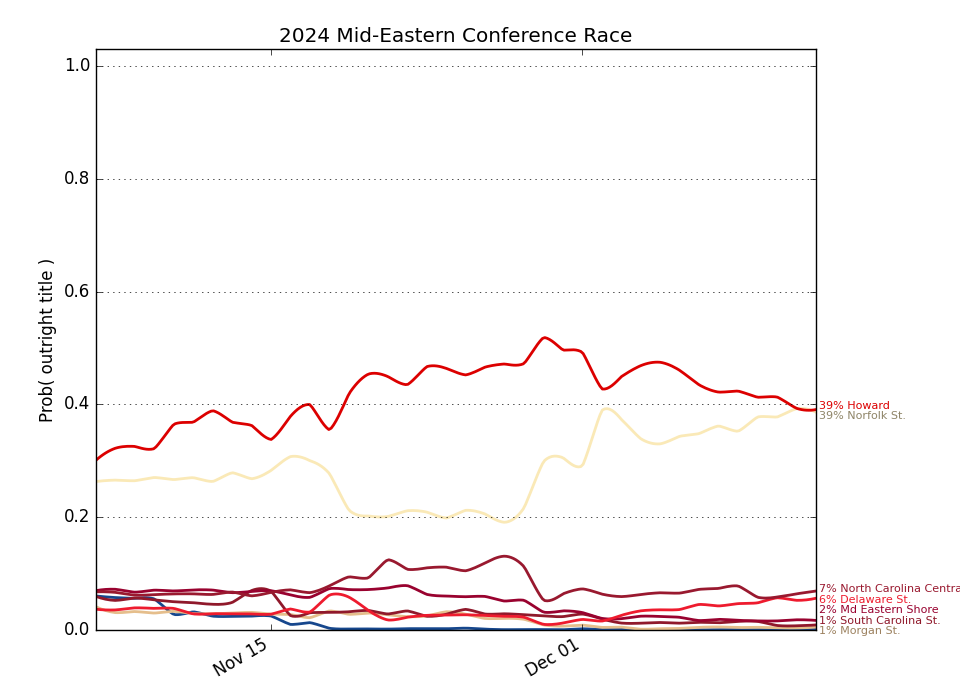 2024 Mid-Eastern Conference Race
Prob( outright title )
1.0
0.8
0.6
0.4
0.2
0.0
Nov 15
Dec 01
39% Howard
39% Norfolk St.
7% North Carolina Centra
6% Delaware St.
2% Md Eastern Shore
1% South Carolina St.
1% Morgan St.